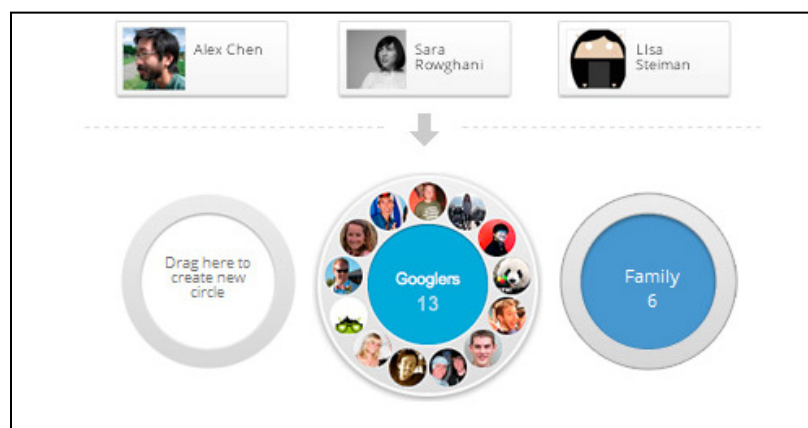 Alex Chen
Sara
Rowghani
LIsa
Steiman
Drag here to
create new
circle
Googlers
13
Family
6